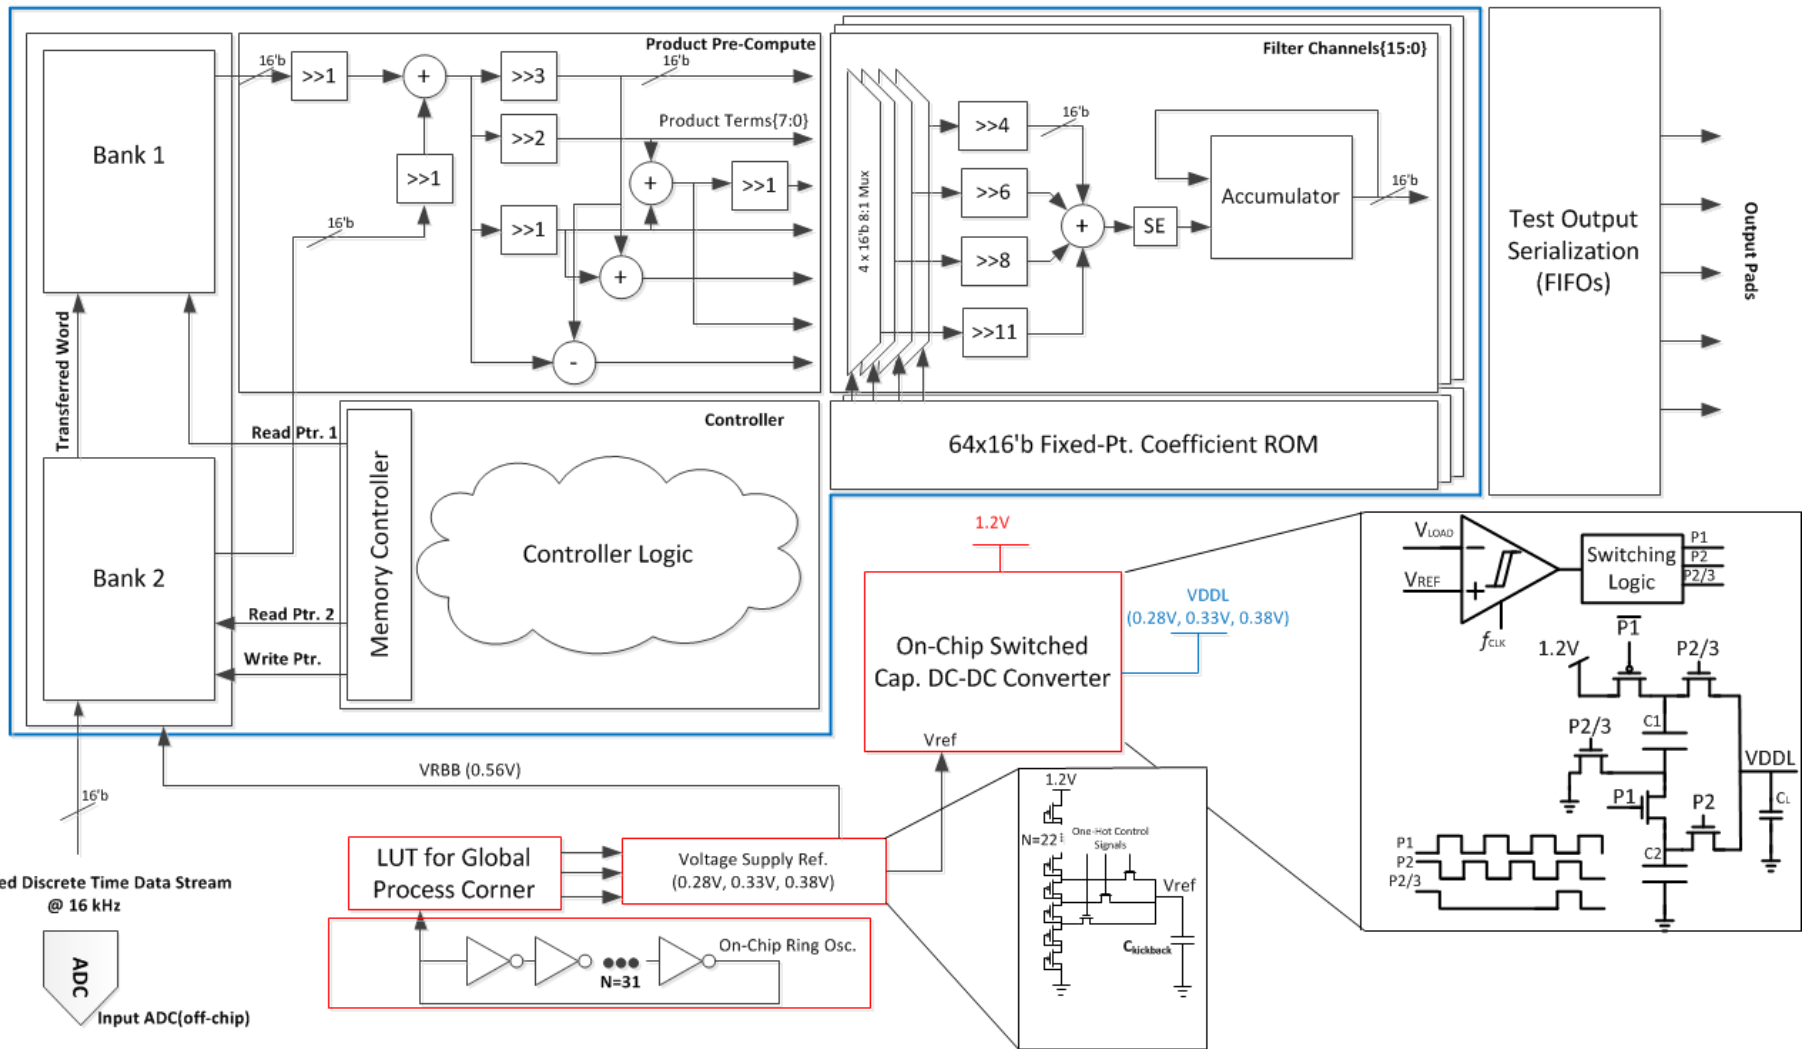 Bank 1
Transferred Word
Bank 2
16'b
Product Pre-Compute
16'b
>>1
+
>>3
16'b
Product Terms{7:0}
>>2
>>1
+
>>1
16'b
>>1
+
-
Filter Channels{15:0}
4 x 16'b 8:1 Mux
>>4
16'b
>>6
>>8
>>11
+
SE
Accumulator
16'b
64x16'b Fixed-Pt. Coefficient ROM
Test Output
Serialization
(FIFOs)
Output Pads
Controller
Read Ptr. 1
Memory Controller
Controller Logic
Read Ptr. 2
Write Ptr.
1.2V
On-Chip Switched
Cap. DC-DC Converter
Vref
VDDL
(0.28V, 0.33V, 0.38V)
VLOAD
VREF
-
+
fCLK
Switching
Logic
P1
P2
P2/3
P1
1.2V
P2/3
C1
P2/3
VDDL
P1
P2
CL
C2
P1
P2
P2/3
VRBB (0.56V)
LUT for Global
Process Corner
Voltage Supply Ref.
(0.28V, 0.33V, 0.38V)
On-Chip Ring Osc.
N=31
1.2V
N=22
One-Hot Control
Signals
Vref
Ckickback
ed Discrete Time Data Stream
@ 16 kHz
ADC
Input ADC(off-chip)